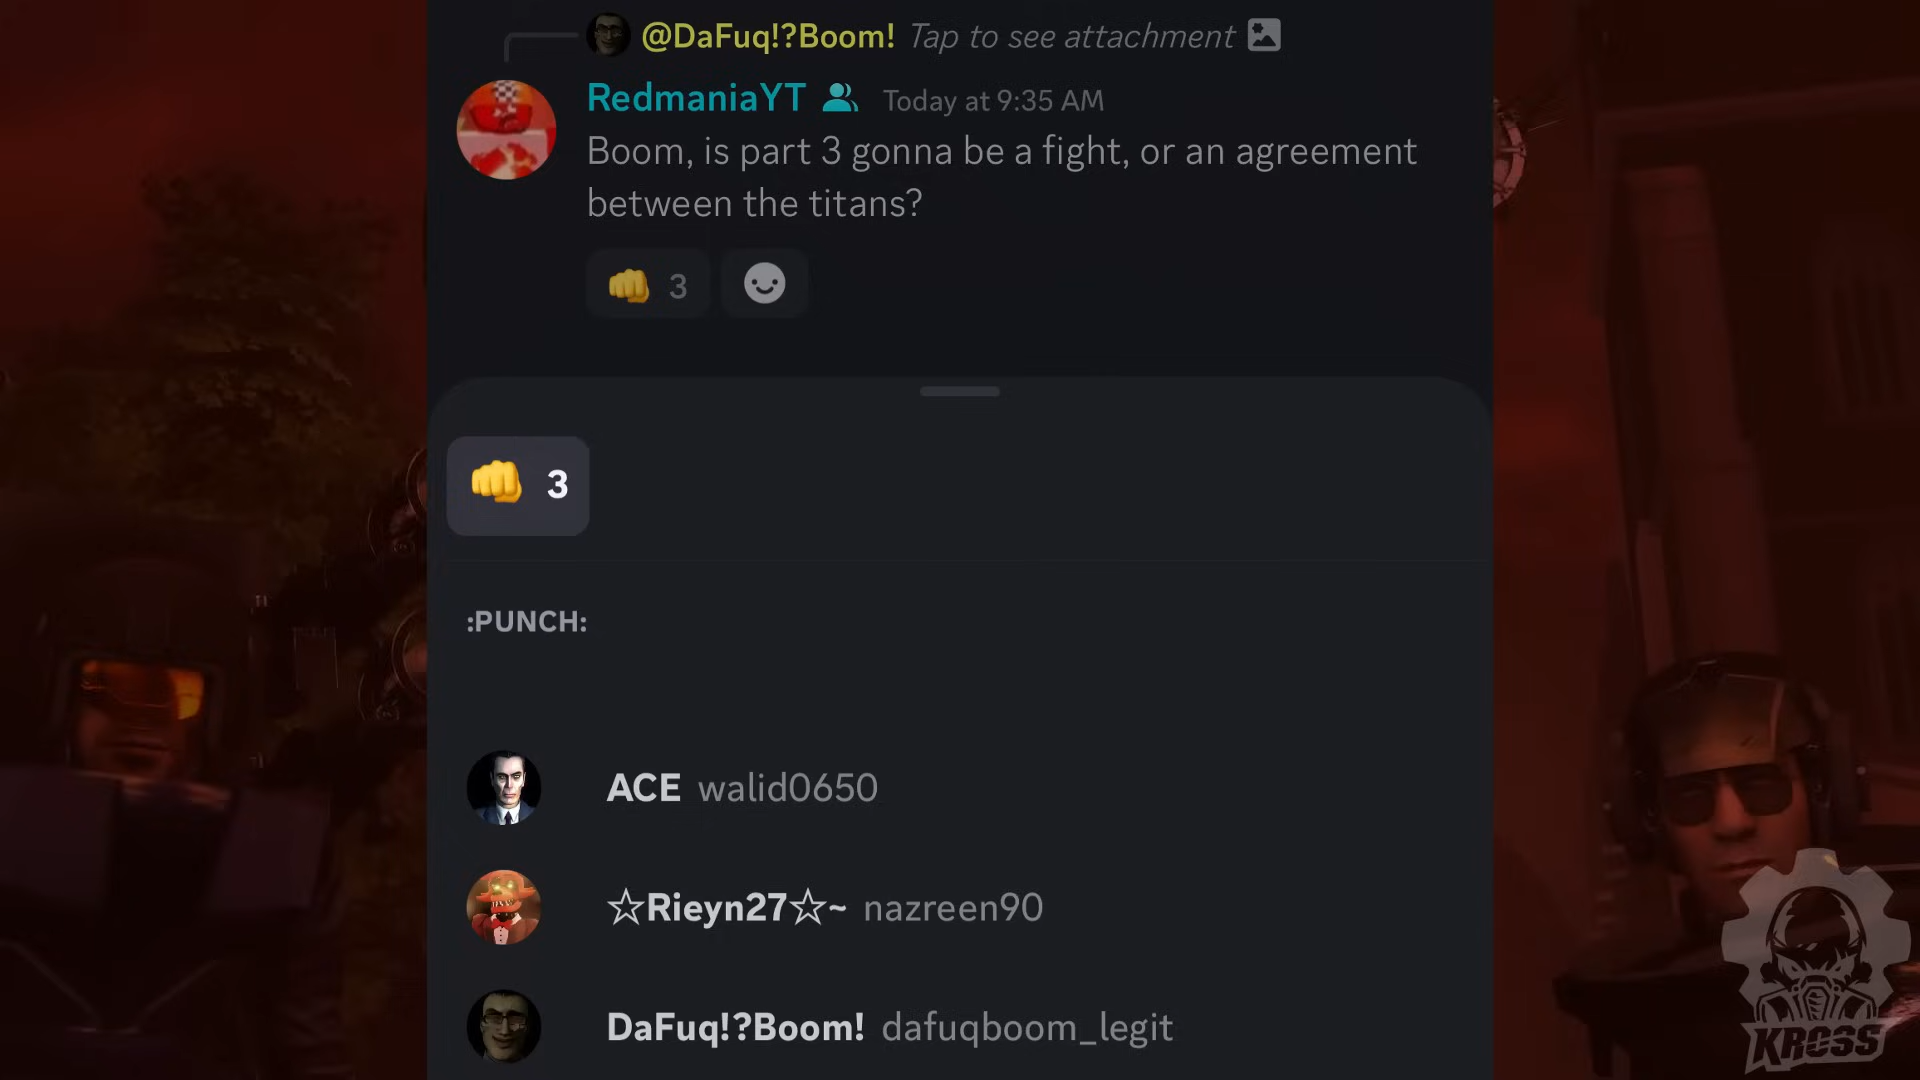 @DaFuq!?Boom! Tap to see attachment
RedmaniaYT Today at 9:35 AM
Boom, is part 3 gonna be a fight, or an agreement
between the titans?
3
3
:PUNCH:
ACE walid0650
☆Rieyn27☆~ nazreen90
DaFuq!?Boom! dafuqboom_legit
KROSS